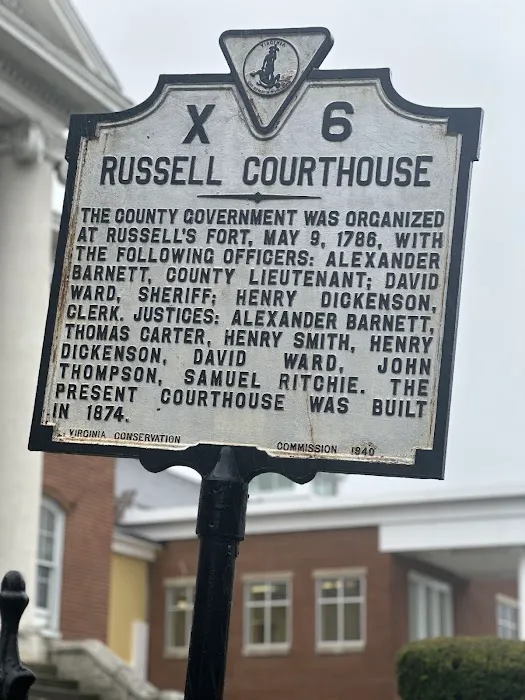 VIRGINIA
X 6
RUSSELL COURTHOUSE
THE COUNTY GOVERNMENT WAS ORGANIZED
AT RUSSELL'S FORT, MAY 9, 1786, WITH
THE FOLLOWING OFFICERS: ALEXANDER
BARNETT, COUNTY LIEUTENANT; DAVID
WARD, SHERIFF; HENRY DICKENSON,
CLERK. JUSTICES: ALEXANDER BARNETT,
THOMAS CARTER, HENRY SMITH, HENRY
DICKENSON, DAVID WARD, JOHN
THOMPSON, SAMUEL RITCHIE. THE
PRESENT COURTHOUSE WAS BUILT
IN 1874.
VIRGINIA CONSERVATION COMMISSION 1940